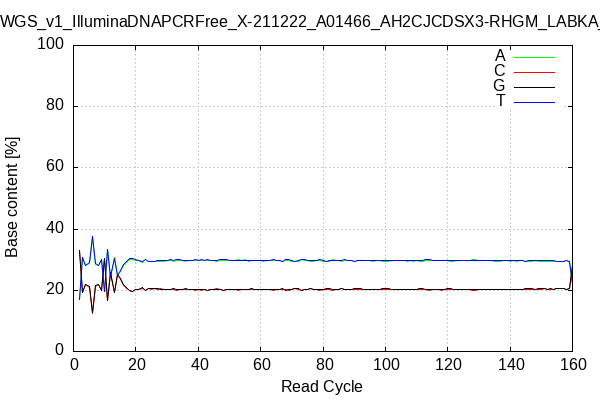 WGS_v1_IlluminaDNAPCRFree_X-211222_A01466_AH2CJCDSX3-RHGM_LABKA_
100
80
60
40
20
0
Base content [%]
A
C
G
T
0 20 40 60 80 100 120 140 160
Read Cycle